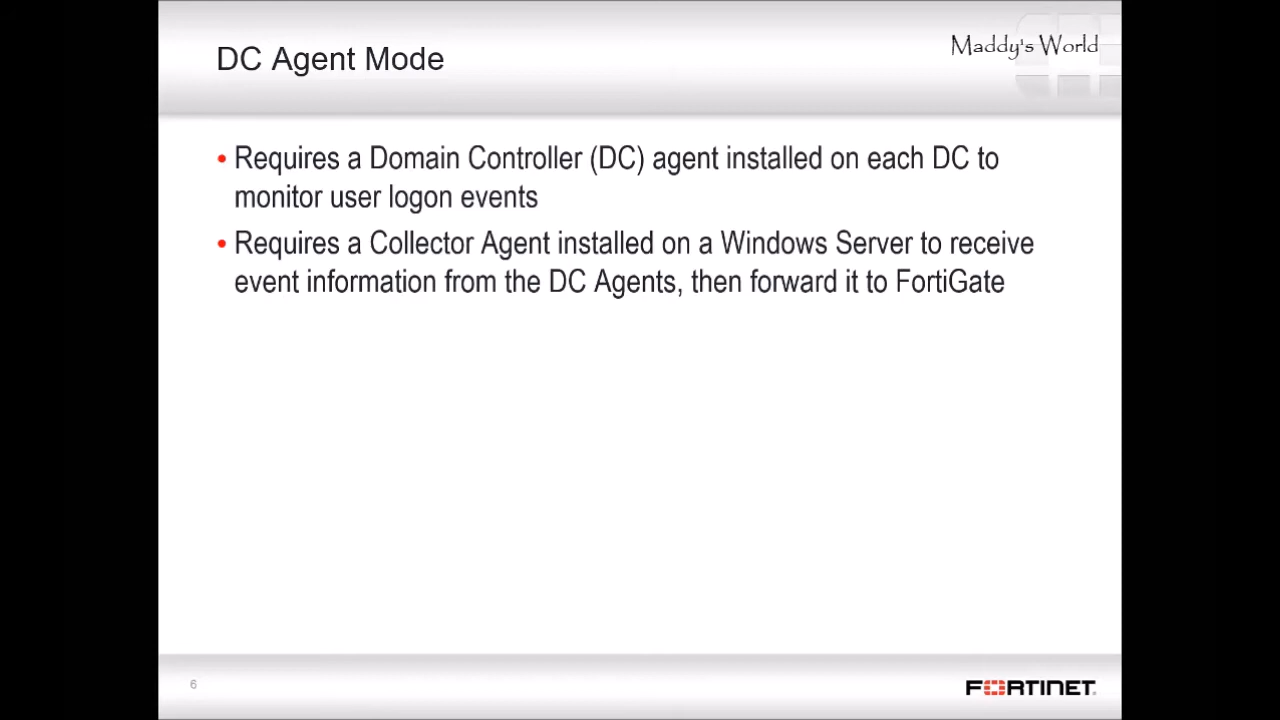 DC Agent Mode
Maddy's World
• Requires a Domain Controller (DC) agent installed on each DC to
monitor user logon events
• Requires a Collector Agent installed on a Windows Server to receive
event information from the DC Agents, then forward it to FortiGate
6
FORTINET